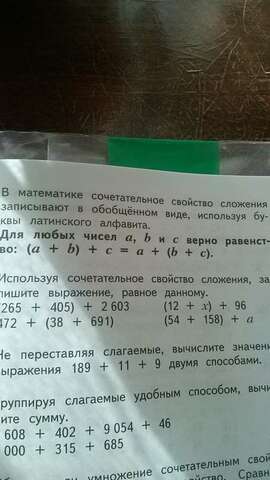 В математике сочетательное свойство сложения
записывают в обобщённом виде, используя бу-
квы латинского алфавита.
Для любых чисел a, b и c верно равенст-
во: (a + b) + c = a + (b + c).
Используя сочетательное свойство сложения, за-
пишите выражение, равное данному.
265 + 405) + 2 603 (12 + x) + 96
472 + (38 + 691) (54 + 158) + a
Не переставляя слагаемые, вычислите значени
выражения 189 + 11 + 9 двумя способами.
руппируя слагаемые удобным способом, вычи
ите сумму.
608 + 402 + 9 054 + 46
000 + 315 + 685
умножение сочетательным свой